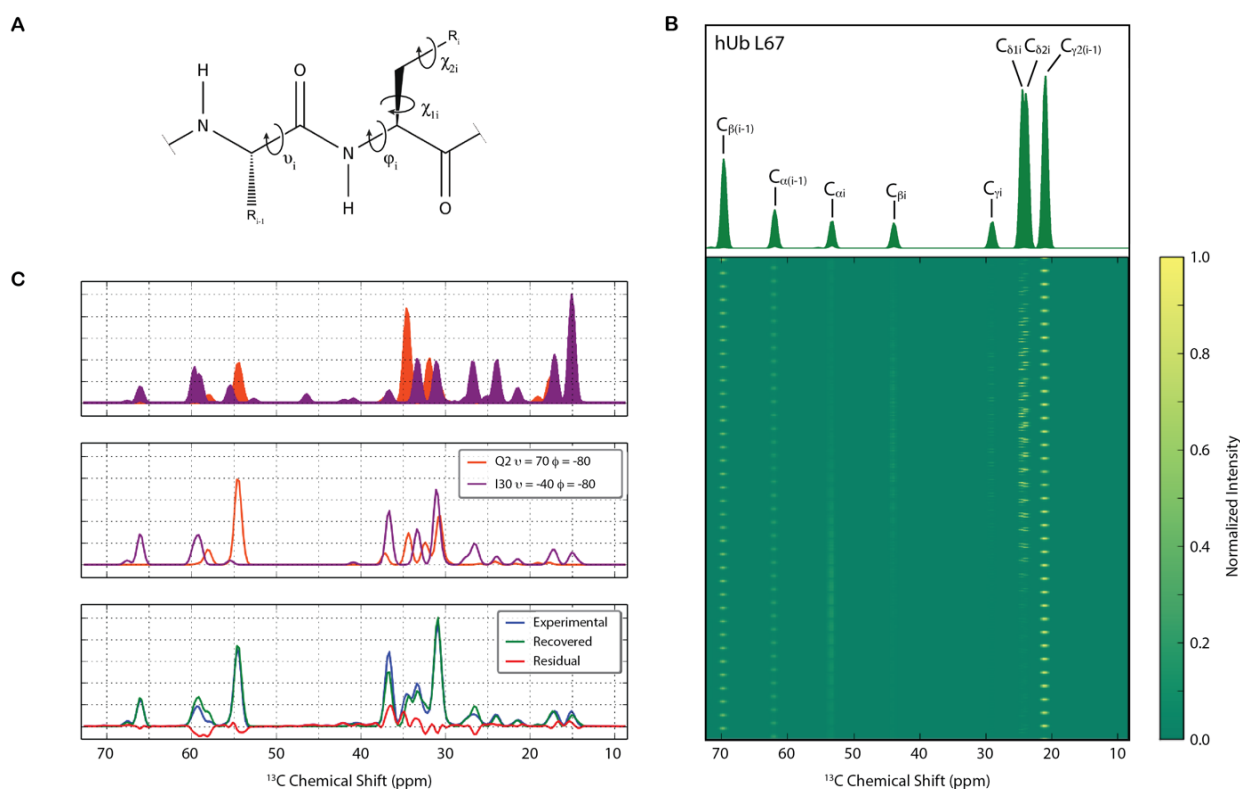 A
H
O
R i
χ2i
χ1i
N
N
υi
φi
R i-1
H
O
B
hUb L67
Cδ1i Cδ2i Cγ2(i-1)
Cβ(i-1)
Cα(i-1)
Cαi
Cβi
Cγi
70 60 50 40 30 20 10
13C Chemical Shift (ppm)
1.0
0.8
0.6
0.4
0.2
0.0
Normalized Intensity
C
Q2 υ = 70 ϕ = -80
I30 υ = -40 ϕ = -80
Experimental
Recovered
Residual
70 60 50 40 30 20 10
13C Chemical Shift (ppm)